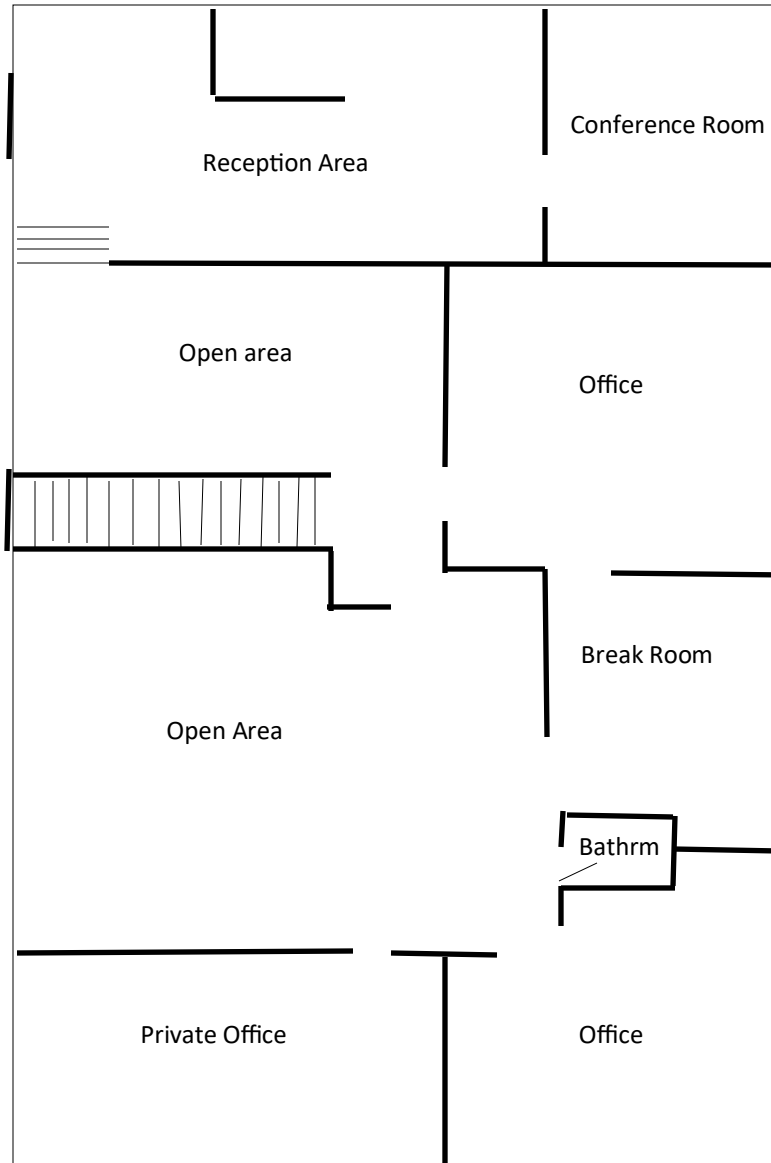 Conference Room
Reception Area
Open area
Office
Break Room
Open Area
Bathrm
Private Office
Office